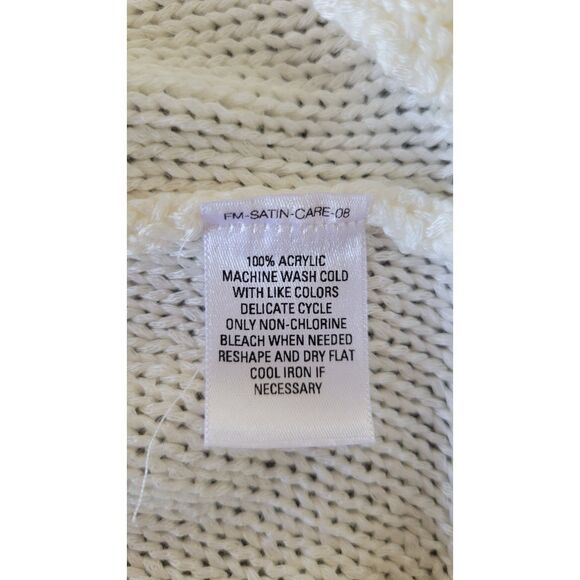 FM-SATIN-CARE-08
100% ACRYLIC
MACHINE WASH COLD
WITH LIKE COLORS
DELICATE CYCLE
ONLY NON-CHLORINE
BLEACH WHEN NEEDED
RESHAPE AND DRY FLAT
COOL IRON IF
NECESSARY